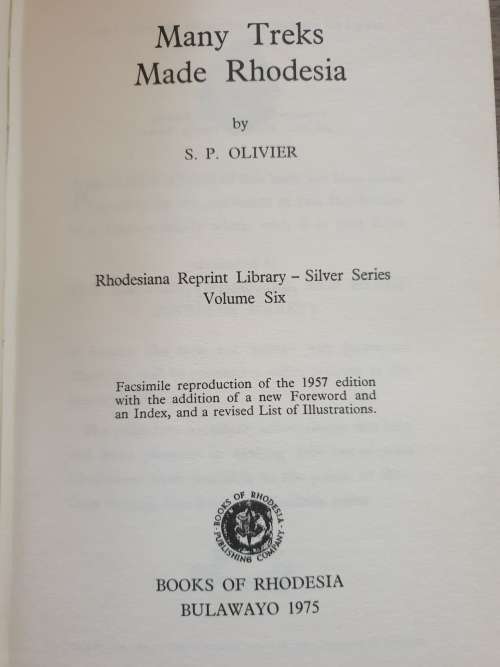 Many Treks
Made Rhodesia
by
S. P. OLIVIER
Rhodesiana Reprint Library – Silver Series
Volume Six
Facsimile reproduction of the 1957 edition
with the addition of a new Foreword and
an Index, and a revised List of Illustrations.
BOOKS OF RHODESIA
PUBLISHING COMPANY
BOOKS OF RHODESIA
BULAWAYO 1975